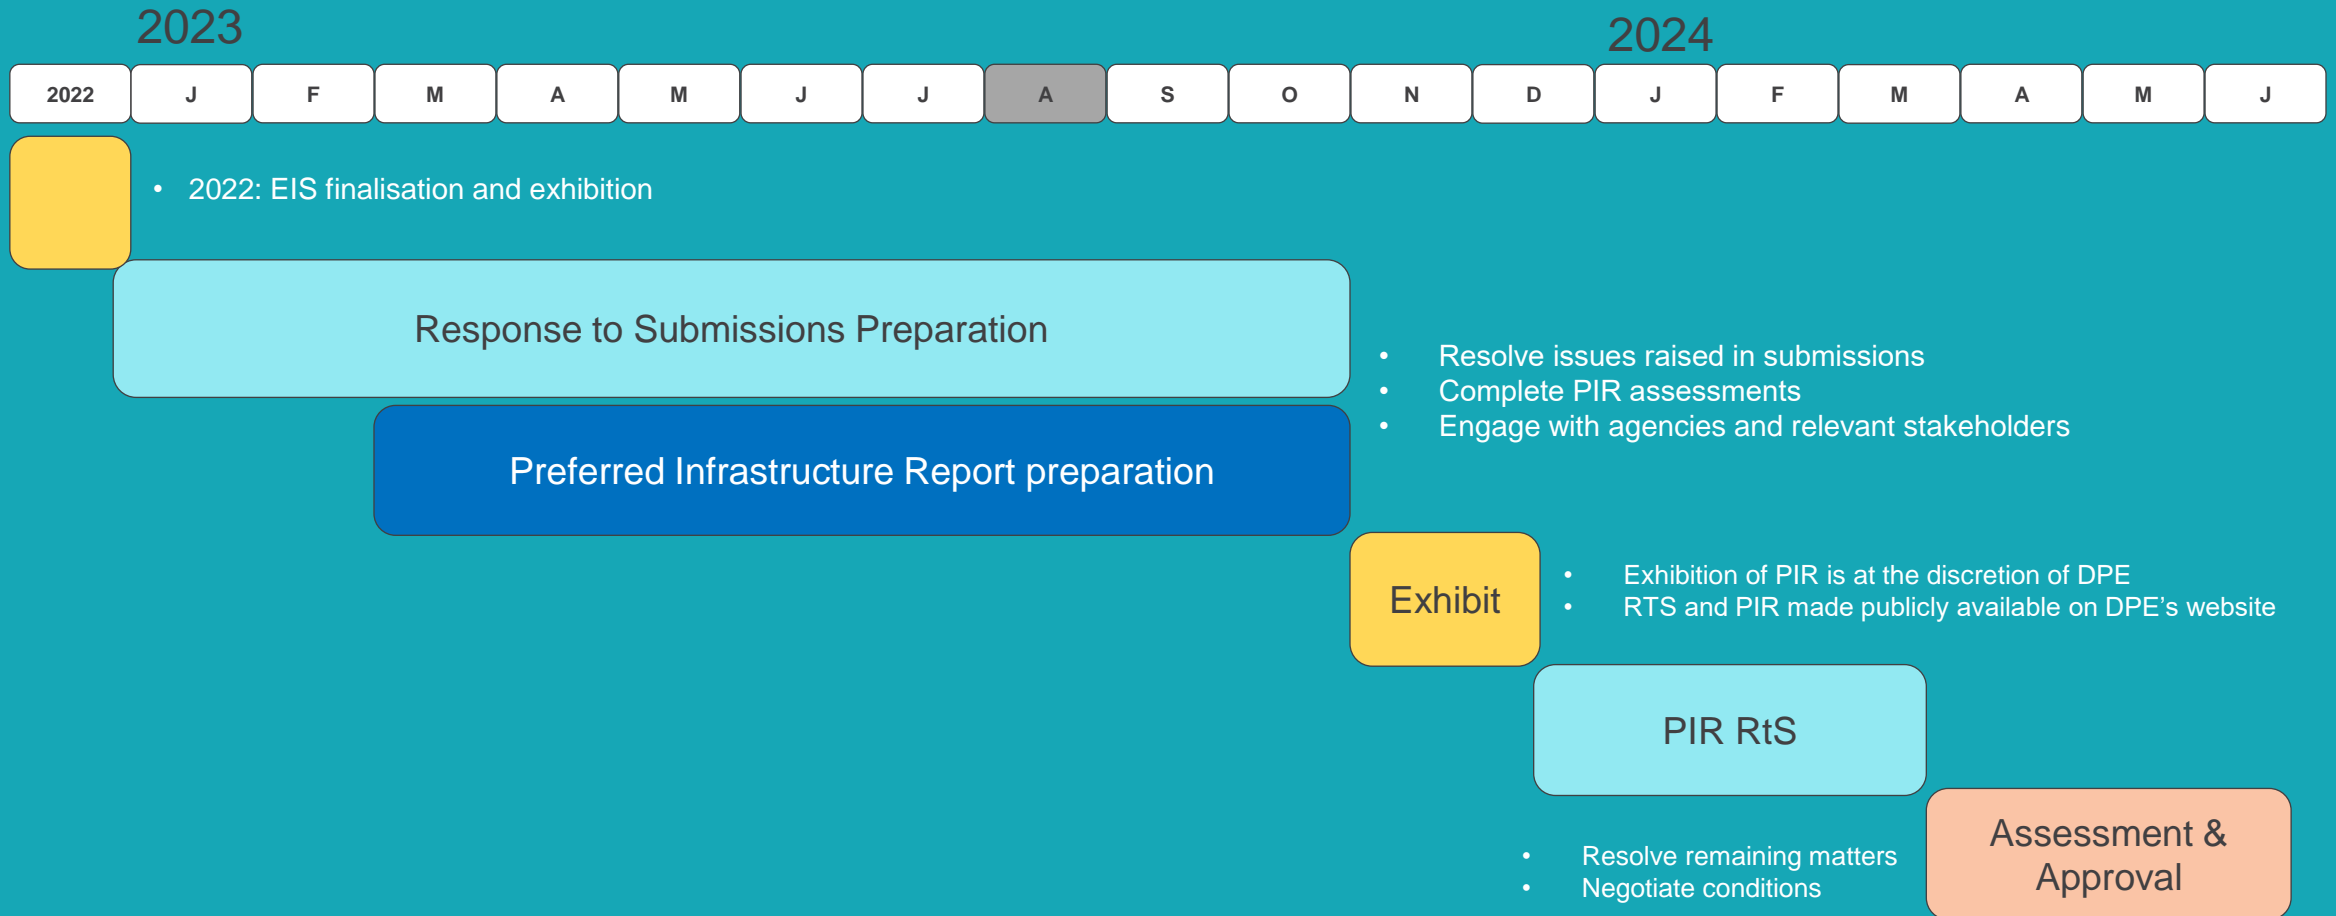 2023
2024
2022 J F M A M J J A S O N D J F M A M J
• 2022: EIS finalisation and exhibition
Response to Submissions Preparation
• Resolve issues raised in submissions
• Complete PIR assessments
• Engage with agencies and relevant stakeholders
Preferred Infrastructure Report preparation
Exhibit
• Exhibition of PIR is at the discretion of DPE
• RTS and PIR made publicly available on DPE’s website
PIR RtS
Assessment &
Approval
• Resolve remaining matters
• Negotiate conditions